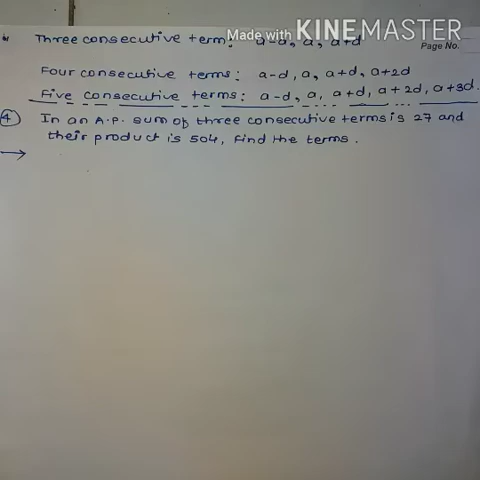 Made with KINEMASTER
Page No.
Three consecutive term: a-d, a, a+d
Four consecutive terms: a-d, a, a+d, a+2d
Five consecutive terms: a-d, a, a+d, a+2d, a+3d.
④ In an A.P. sum of three consecutive terms is 27 and
their product is 504, find the terms.
→